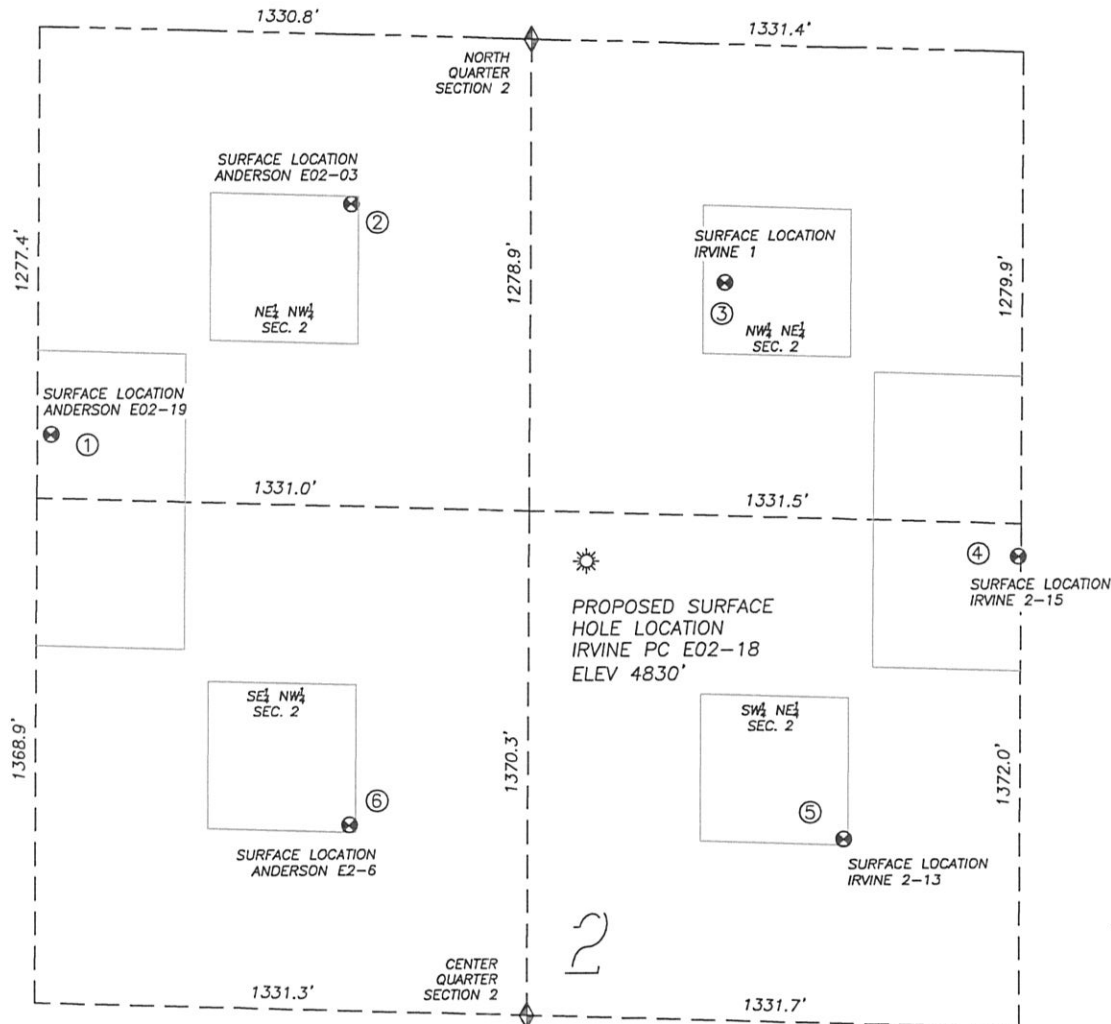 1330.8'
1331.4'
NORTH
QUARTER
SECTION 2
SURFACE LOCATION
ANDERSON E02-03
②
1277.4'
1278.9'
SURFACE LOCATION
IRVINE 1
③
1279.9'
NE¼ NW¼
SEC. 2
NW¼ NE¼
SEC. 2
SURFACE LOCATION
ANDERSON E02-19
①
1331.0'
1331.5'
④
SURFACE LOCATION
IRVINE 2-15
PROPOSED SURFACE
HOLE LOCATION
IRVINE PC E02-18
ELEV 4830'
SE¼ NW¼
SEC. 2
SW¼ NE¼
SEC. 2
1368.9'
1370.3'
1372.0'
⑥
⑤
SURFACE LOCATION
ANDERSON E2-6
SURFACE LOCATION
IRVINE 2-13
2
CENTER
QUARTER
SECTION 2
1331.3'
1331.7'